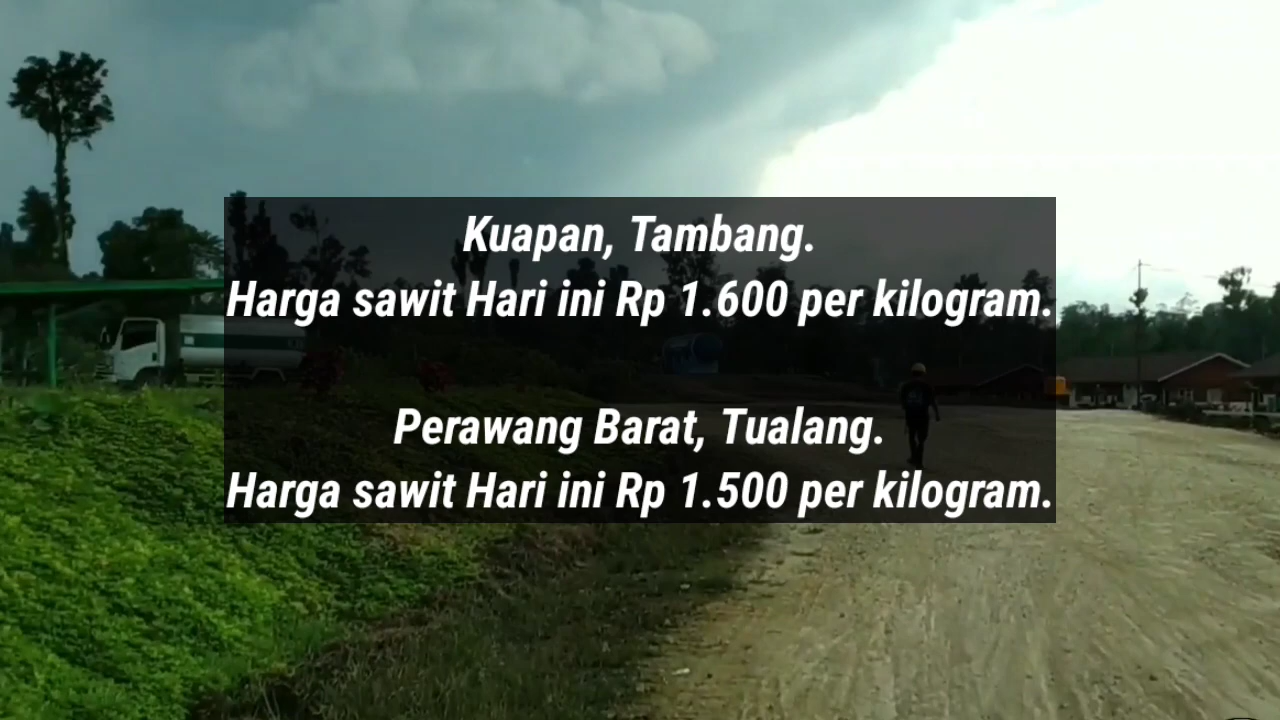 Kuapan, Tambang.
Harga sawit Hari ini Rp 1.600 per kilogram.
Perawang Barat, Tualang.
Harga sawit Hari ini Rp 1.500 per kilogram.